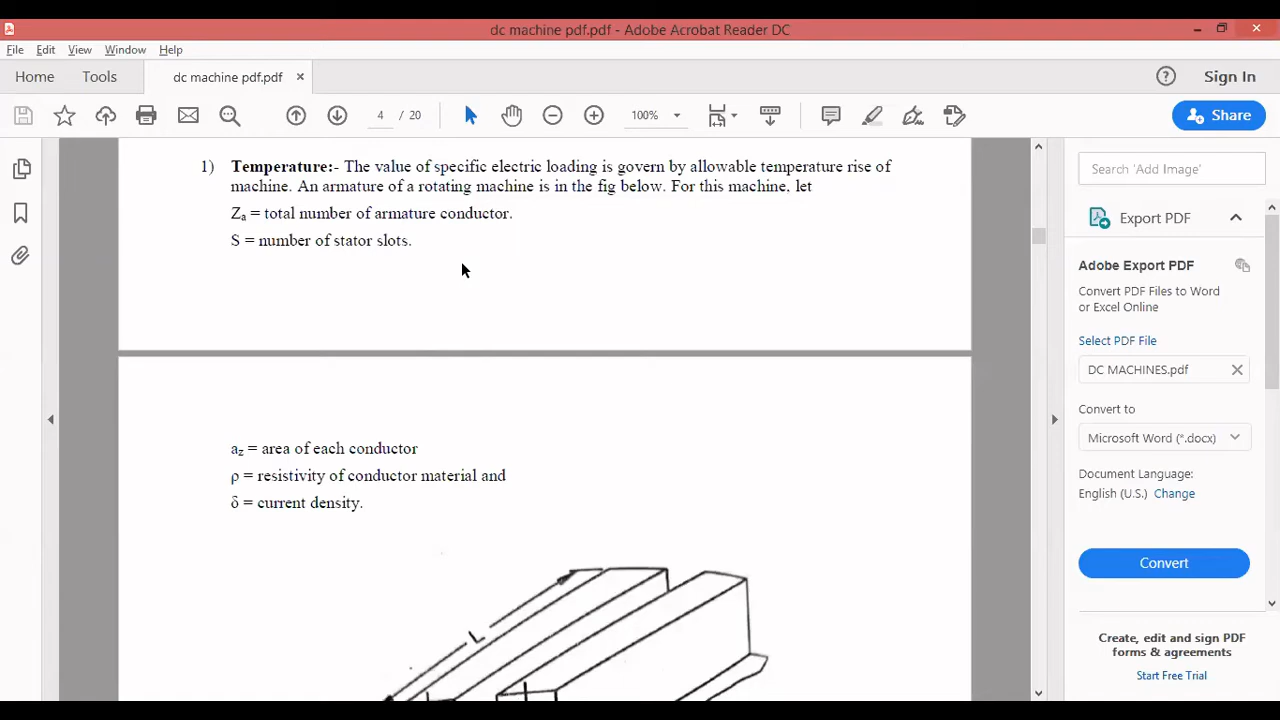 dc machine pdf.pdf - Adobe Acrobat Reader DC
File Edit View Window Help
Home Tools dc machine pdf.pdf × Sign In
4 / 20 100% Share
1) Temperature:- The value of specific electric loading is govern by allowable temperature rise of
machine. An armature of a rotating machine is in the fig below. For this machine, let
Zₐ = total number of armature conductor.
S = number of stator slots.
a_z = area of each conductor
ρ = resistivity of conductor material and
δ = current density.
L
Search 'Add Image'
Export PDF
Adobe Export PDF
Convert PDF Files to Word
or Excel Online
Select PDF File
DC MACHINES.pdf
Convert to
Microsoft Word (*.docx)
Document Language:
English (U.S.) Change
Convert
Create, edit and sign PDF
forms & agreements
Start Free Trial